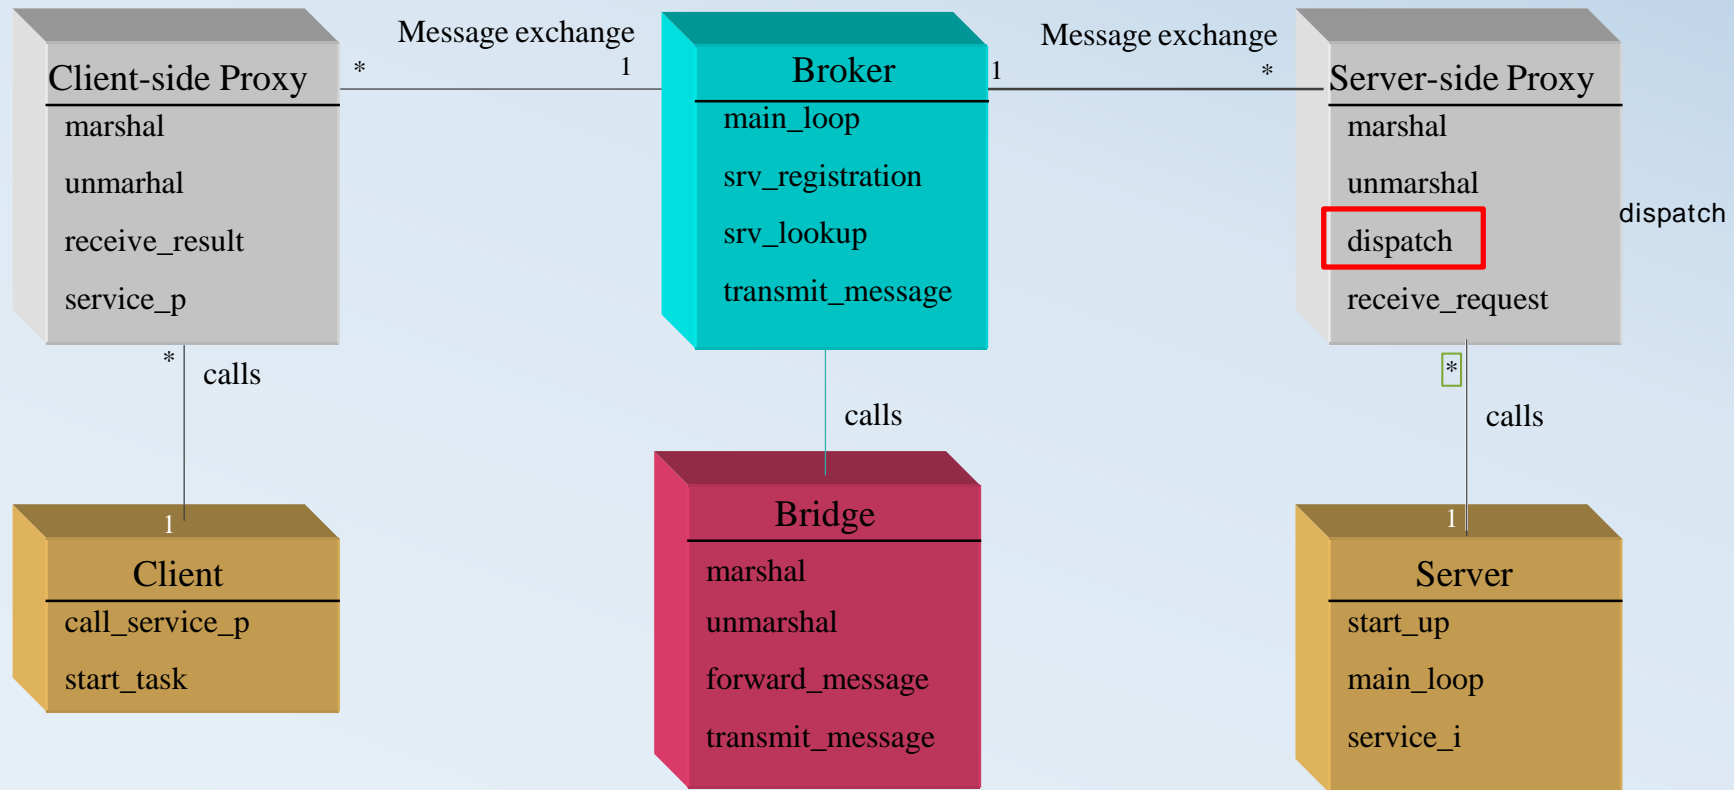 Message exchange
Message exchange
Client-side Proxy
*
1
Broker
1
*
Server-side Proxy
marshal
unmarhal
receive_result
service_p
main_loop
srv_registration
srv_lookup
transmit_message
marshal
unmarshal
dispatch
receive_request
dispatch
*
calls
calls
*
calls
1
Client
call_service_p
start_task
Bridge
marshal
unmarshal
forward_message
transmit_message
1
Server
start_up
main_loop
service_i